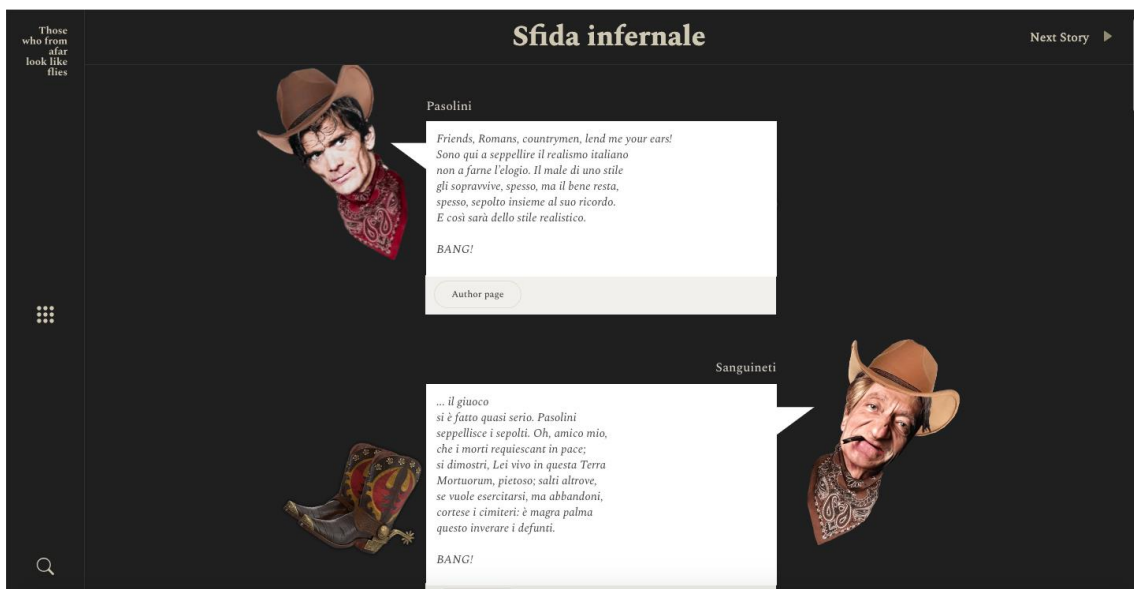 Those
who from
afar
look like
flies
Sfida infernale
Next Story
Pasolini
Friends, Romans, countrymen, lend me your ears!
Sono qui a seppellire il realismo italiano
non a farne l'elogio. Il male di uno stile
gli sopravvive, spesso, ma il bene resta,
spesso, sepolto insieme al suo ricordo.
E così sarà dello stile realistico.
BANG!
Author page
Sanguineti
... il giuoco
si è fatto quasi serio. Pasolini
seppellisce i sepolti. Oh, amico mio,
che i morti requiescant in pace;
si dimostri, Lei vivo in questa Terra
Mortuorum, pietoso; salti altrove,
se vuole esercitarsi, ma abbandoni,
cortese i cimiteri: è magra palma
questo inverare i defunti.
BANG!